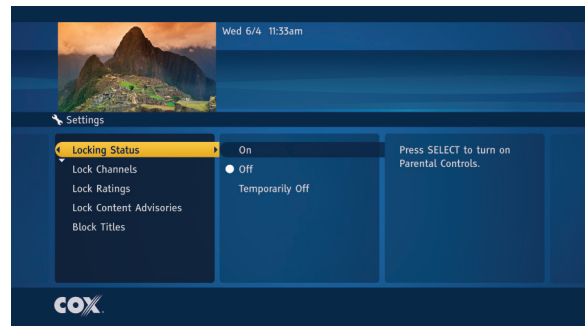 Wed 6/4 11:33am
Settings
Locking Status
Lock Channels
Lock Ratings
Lock Content Advisories
Block Titles
On
Off
Temporarily Off
Press SELECT to turn on
Parental Controls.
COX